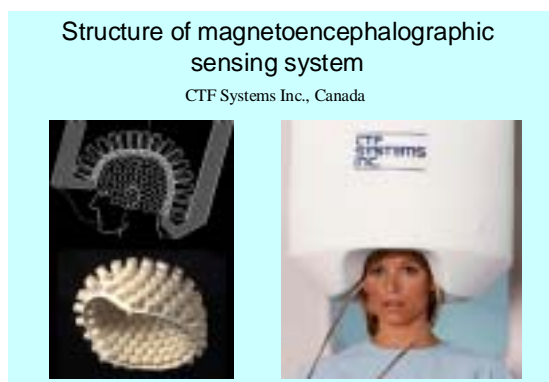 Structure of magnetoencephalographic
sensing system
CTF Systems Inc., Canada
CTF
SYSTEMS
INC